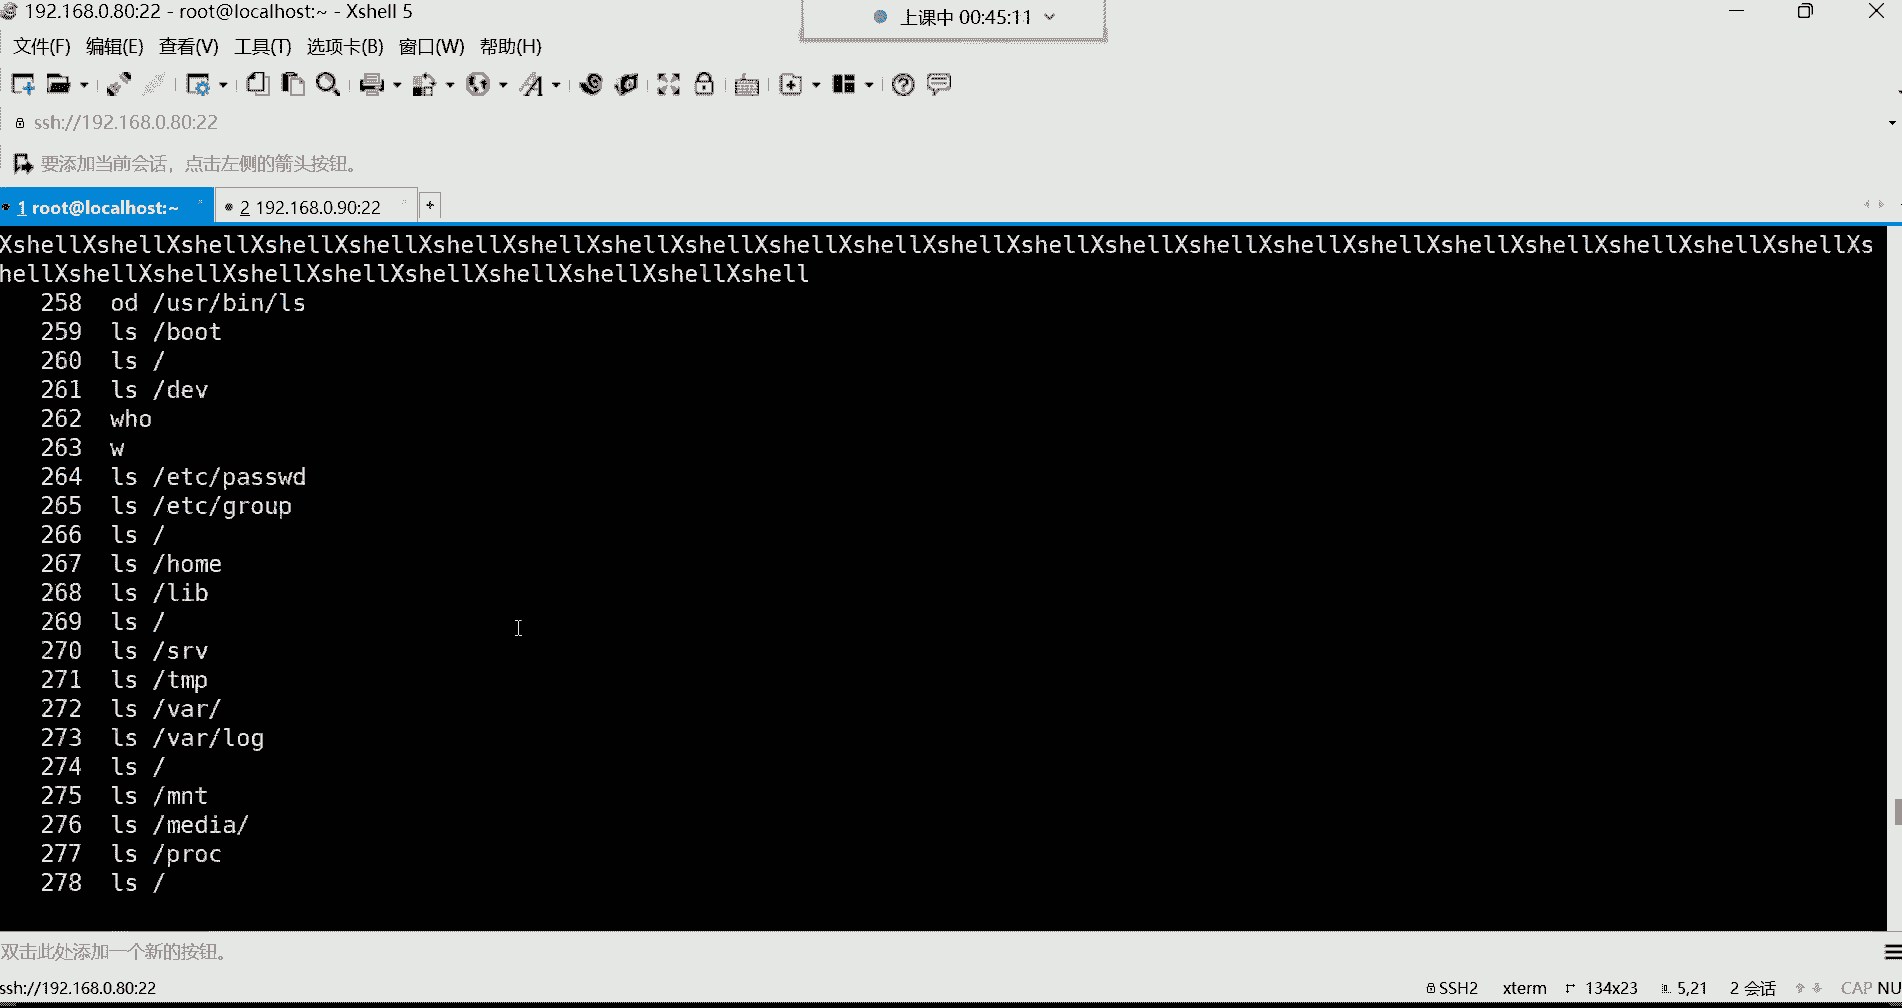 192.168.0.80:22 - root@localhost:~ - Xshell 5
上课中 00:45:11
文件(F) 编辑(E) 查看(V) 工具(T) 选项卡(B) 窗口(W) 帮助(H)
ssh://192.168.0.80:22
要添加当前会话，点击左侧的箭头按钮。
1 root@localhost:~ 2 192.168.0.90:22 +
XshellXshellXshellXshellXshellXshellXshellXshellXshellXshellXshellXshellXshellXshellXshellXshellXshellXshellXshellXshellXshellXshellXs
hellXshellXshellXshellXshellXshellXshellXshellXshellXshell
258 od /usr/bin/ls
259 ls /boot
260 ls /
261 ls /dev
262 who
263 w
264 ls /etc/passwd
265 ls /etc/group
266 ls /
267 ls /home
268 ls /lib
269 ls /
270 ls /srv
271 ls /tmp
272 ls /var/
273 ls /var/log
274 ls /
275 ls /mnt
276 ls /media/
277 ls /proc
278 ls /
双击此处添加一个新的按钮。
ssh://192.168.0.80:22 SSH2 xterm 134x23 5,21 2 会话 CAP NU